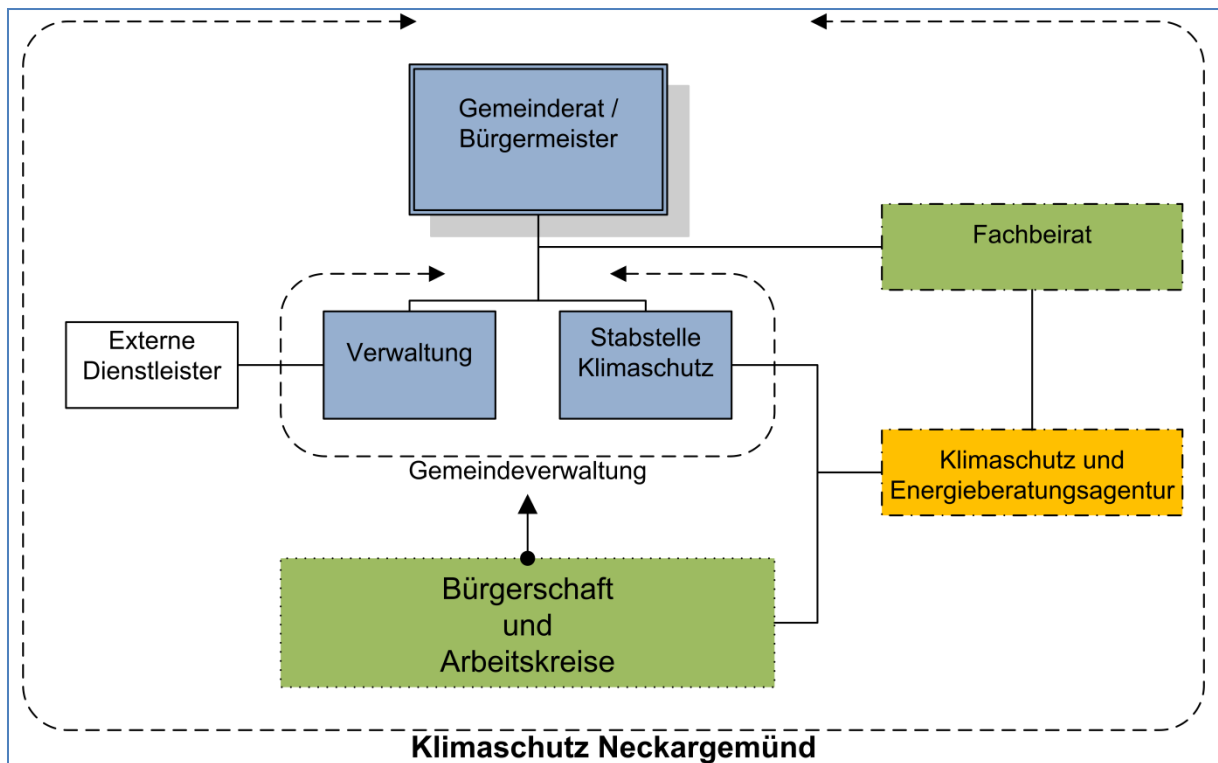 Gemeinderat /
Bürgermeister
Fachbeirat
Externe
Dienstleister
Verwaltung
Stabstelle
Klimaschutz
Gemeindeverwaltung
Klimaschutz und
Energieberatungsagentur
Bürgerschaft
und
Arbeitskreise
Klimaschutz Neckargemünd